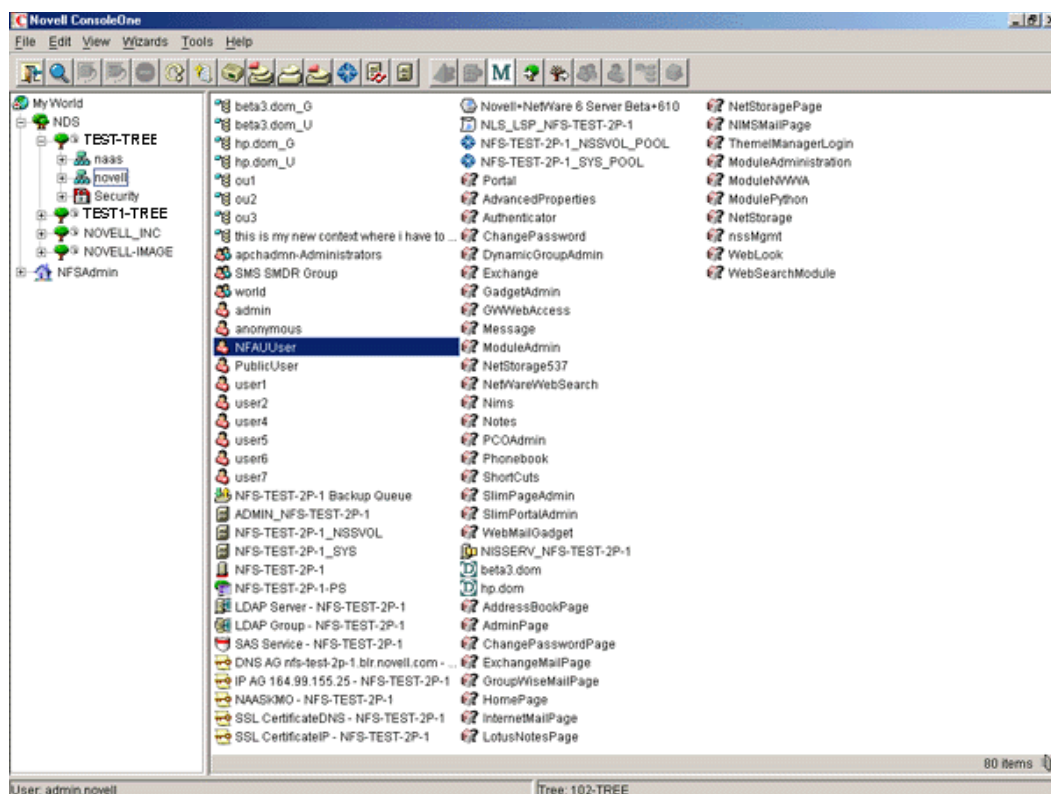 Novell ConsoleOne
File Edit View Wizards Tools Help
My World
NDS
TEST-TREE
naas
novell
Security
TEST1-TREE
NOVELL_INC
NOVELL-IMAGE
NFSAdmin
beta3.dom_G
beta3.dom_U
hp.dom_G
hp.dom_U
ou1
ou2
ou3
this is my new context where i have to ...
apchadmn-Administrators
SMS SMDR Group
world
admin
anonymous
NFAUUser
PublicUser
user1
user2
user4
user5
user6
user7
NFS-TEST-2P-1 Backup Queue
ADMIN_NFS-TEST-2P-1
NFS-TEST-2P-1_NSSVOL
NFS-TEST-2P-1_SYS
NFS-TEST-2P-1
NFS-TEST-2P-1-PS
LDAP Server - NFS-TEST-2P-1
LDAP Group - NFS-TEST-2P-1
SAS Service - NFS-TEST-2P-1
DNS AG nfs-test-2p-1.blr.novell.com - ...
IP AG 164.99.155.25 - NFS-TEST-2P-1
NAASKMO - NFS-TEST-2P-1
SSL CertificateDNS - NFS-TEST-2P-1
SSL CertificateIP - NFS-TEST-2P-1
Novell+NetWare 6 Server Beta+610
NLS_LSP_NFS-TEST-2P-1
NFS-TEST-2P-1_NSSVOL_POOL
NFS-TEST-2P-1_SYS_POOL
Portal
AdvancedProperties
Authenticator
ChangePassword
DynamicGroupAdmin
Exchange
GadgetAdmin
GWWebAccess
Message
ModuleAdmin
NetStorage537
NetWareWebSearch
Nims
Notes
PCOAdmin
Phonebook
ShortCuts
SlimPageAdmin
SlimPortalAdmin
WebMailGadget
NISSERV_NFS-TEST-2P-1
beta3.dom
hp.dom
AddressBookPage
AdminPage
ChangePasswordPage
ExchangeMailPage
GroupWiseMailPage
HomePage
InternetMailPage
LotusNotesPage
NetStoragePage
NIMSMailPage
ThemeManagerLogin
ModuleAdministration
ModuleNWWA
ModulePython
NetStorage
nssMgmt
WebLook
WebSearchModule
80 items
User: admin.novell
Tree: 102-TREE